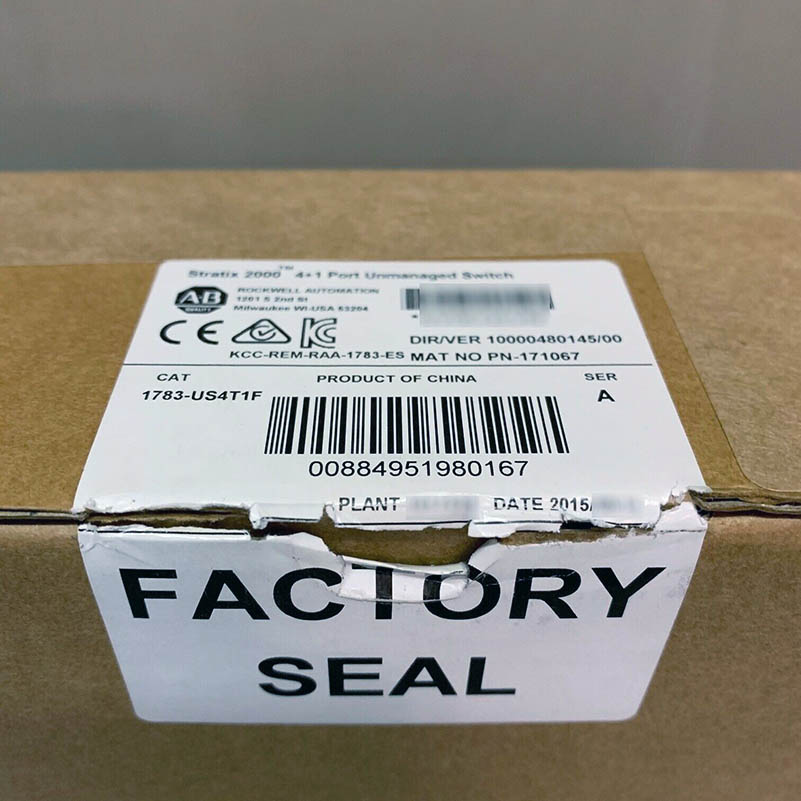 Stratix 2000™ 4+1 Port Unmanaged Switch
AB
QUALITY
ROCKWELL AUTOMATION
1201 S 2nd St
Milwaukee WI-USA 53204
CE
KC
KCC-REM-RAA-1783-ES
DIR/VER 10000480145/00
MAT NO PN-171067
CAT
1783-US4T1F
PRODUCT OF CHINA
SER
A
00884951980167
PLANT
DATE 2015/
FACTORY
SEAL